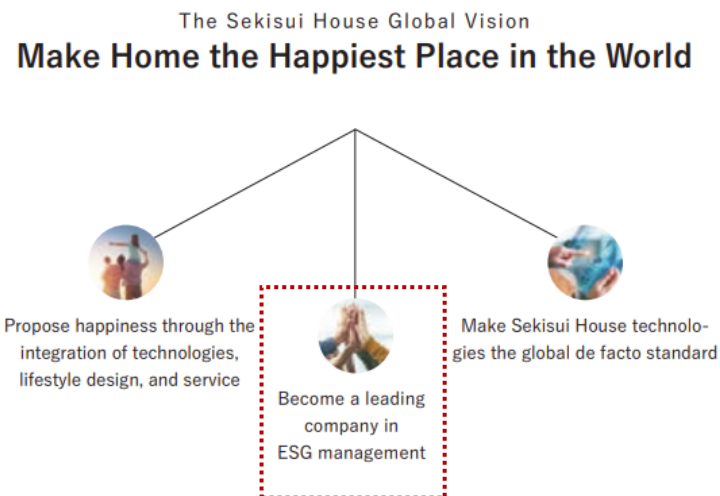 The Sekisui House Global Vision
Make Home the Happiest Place in the World
Propose happiness through the
integration of technologies,
lifestyle design, and service
Become a leading
company in
ESG management
Make Sekisui House technolo-
gies the global de facto standard